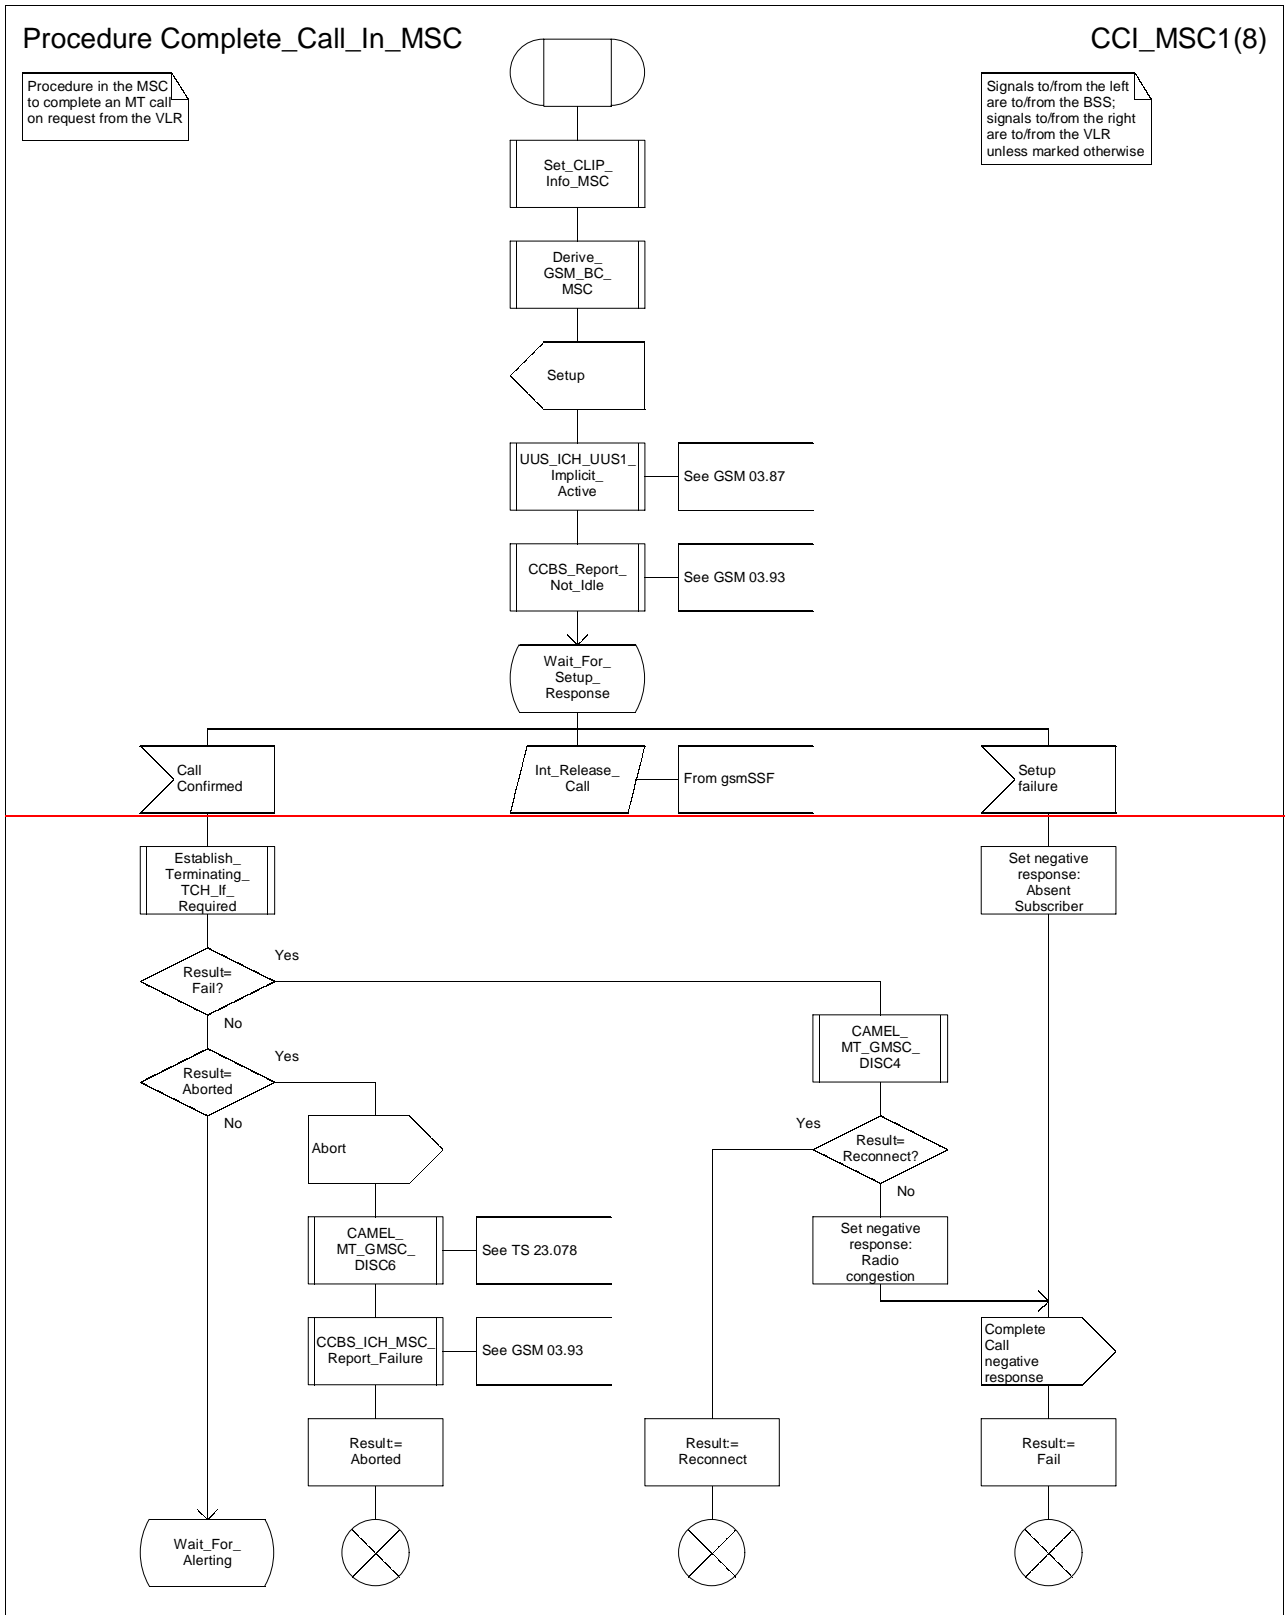 Procedure Complete_Call_In_MSC
CCI_MSC1(8)
Procedure in the MSC
to complete an MT call
on request from the VLR
Signals to/from the left
are to/from the BSS;
signals to/from the right
are to/from the VLR
unless marked otherwise
Set_CLIP_
Info_MSC
Derive_
GSM_BC_
MSC
Setup
UUS_ICH_UUS1_
Implicit_
Active
See GSM 03.87
CCBS_Report_
Not_Idle
See GSM 03.93
Wait_For_
Setup_
Response
Call
Confirmed
Int_Release_
Call
From gsmSSF
Setup
failure
Establish_
Terminating_
TCH_If_
Required
Set negative
response:
Absent
Subscriber
Result=
Fail?
Yes
No
CAMEL_
MT_GMSC_
DISC4
Result=
Aborted
Yes
No
Abort
Result=
Reconnect?
Yes
No
CAMEL_
MT_GMSC_
DISC6
See TS 23.078
Set negative
response:
Radio
congestion
CCBS_ICH_MSC_
Report_Failure
See GSM 03.93
Complete
Call
negative
response
Result:=
Aborted
Result:=
Reconnect
Result:=
Fail
Wait_For_
Alerting